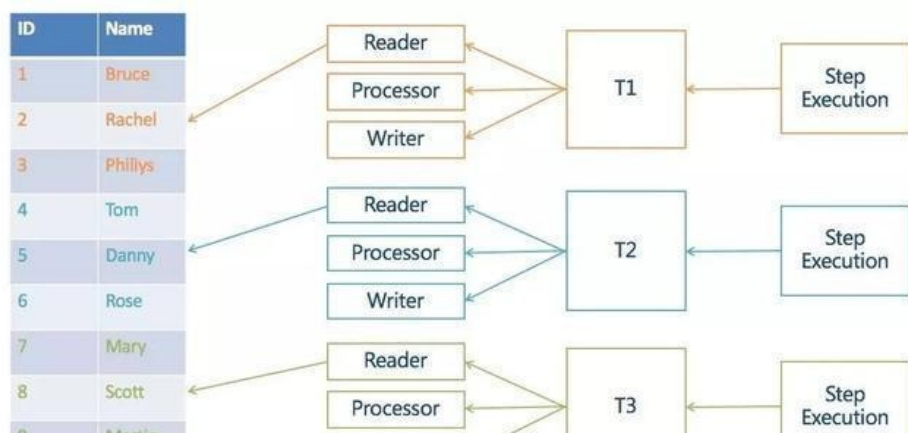 ID Name
1 Bruce
2 Rachel
3 Phillys
4 Tom
5 Danny
6 Rose
7 Mary
8 Scott
Reader
Processor
Writer
T1
Step
Execution
Reader
Processor
Writer
T2
Step
Execution
Reader
Processor
T3
Step
Execution